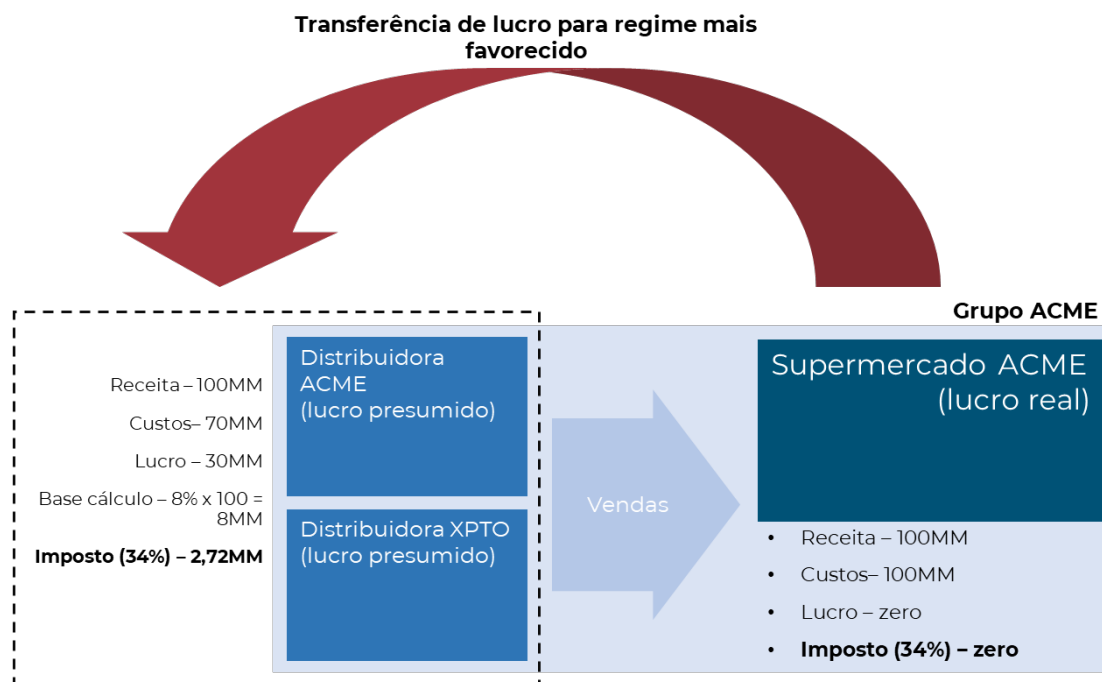 Transferência de lucro para regime mais
favorecido
Grupo ACME
Receita – 100MM
Custos– 70MM
Lucro – 30MM
Base cálculo – 8% x 100 =
8MM
Imposto (34%) – 2,72MM
Distribuidora
ACME
(lucro presumido)
Distribuidora XPTO
(lucro presumido)
Vendas
Supermercado ACME
(lucro real)
• Receita – 100MM
• Custos– 100MM
• Lucro – zero
• Imposto (34%) – zero